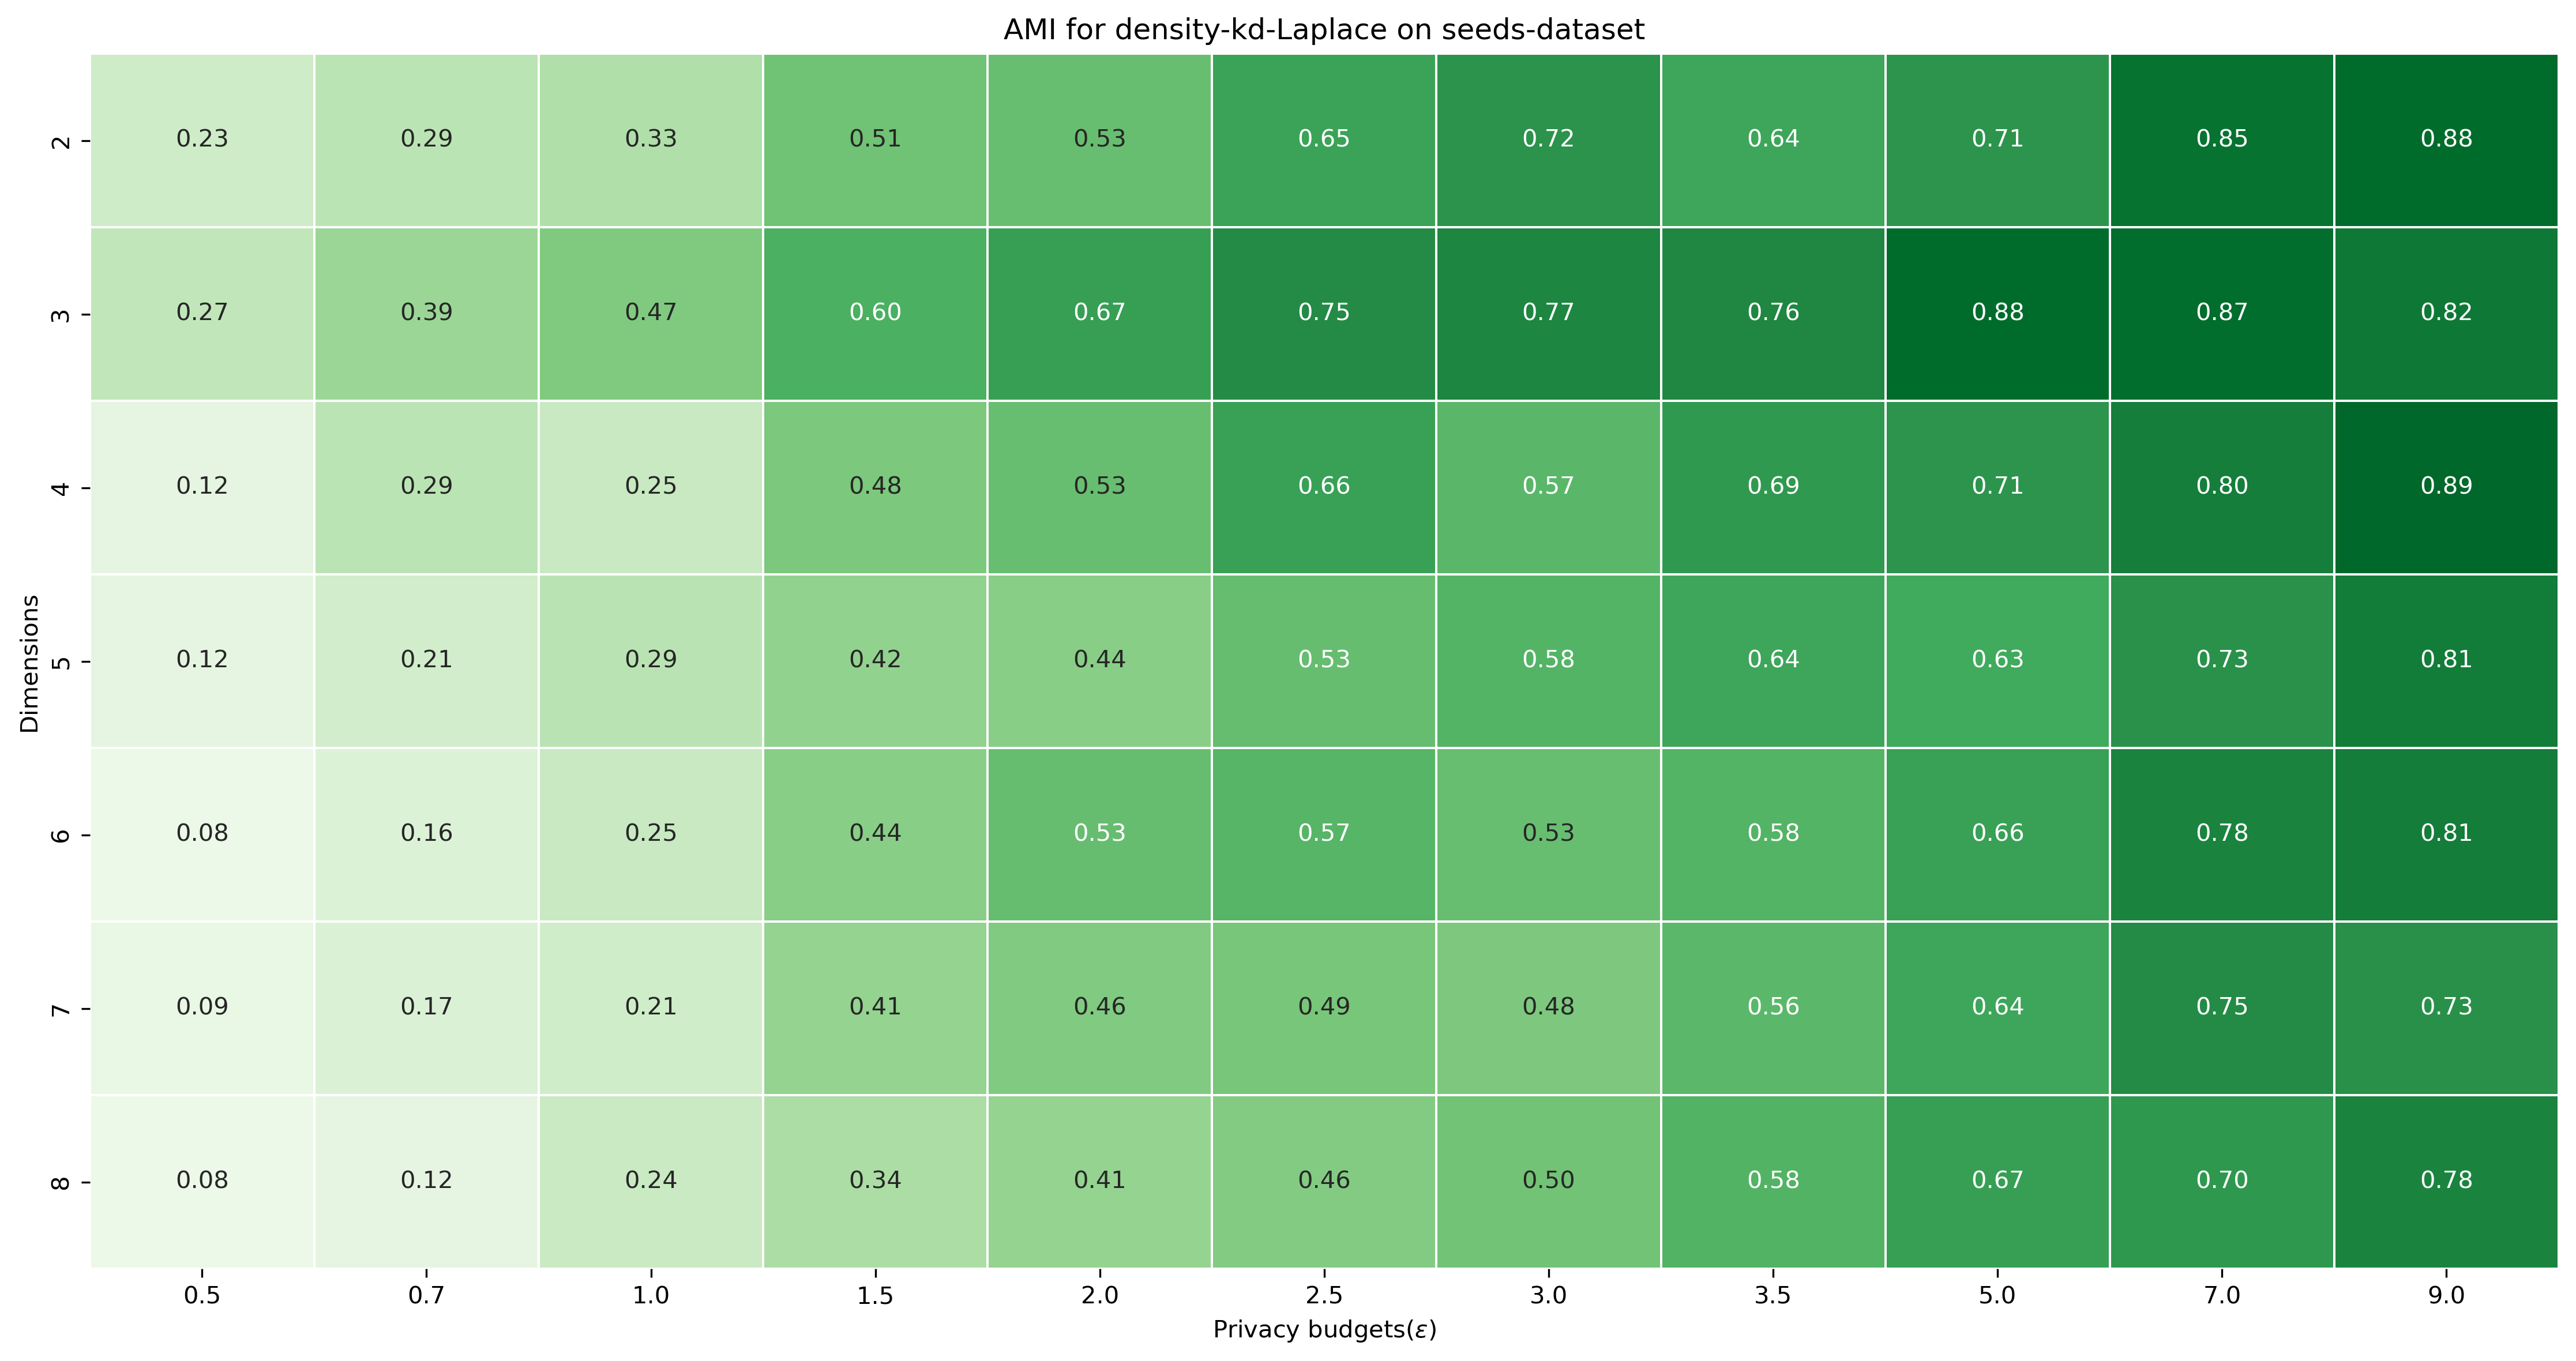 AMI for density-kd-Laplace on seeds-dataset
Dimensions
2 0.23 0.29 0.33 0.51 0.53 0.65 0.72 0.64 0.71 0.85 0.88
3 0.27 0.39 0.47 0.60 0.67 0.75 0.77 0.76 0.88 0.87 0.82
4 0.12 0.29 0.25 0.48 0.53 0.66 0.57 0.69 0.71 0.80 0.89
5 0.12 0.21 0.29 0.42 0.44 0.53 0.58 0.64 0.63 0.73 0.81
6 0.08 0.16 0.25 0.44 0.53 0.57 0.53 0.58 0.66 0.78 0.81
7 0.09 0.17 0.21 0.41 0.46 0.49 0.48 0.56 0.64 0.75 0.73
8 0.08 0.12 0.24 0.34 0.41 0.46 0.50 0.58 0.67 0.70 0.78
0.5 0.7 1.0 1.5 2.0 2.5 3.0 3.5 5.0 7.0 9.0
Privacy budgets(ε)